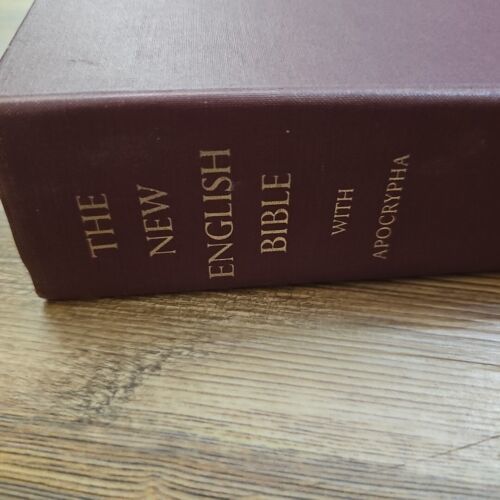 THE
NEW
ENGLISH
BIBLE
WITH
APOCRYPHA